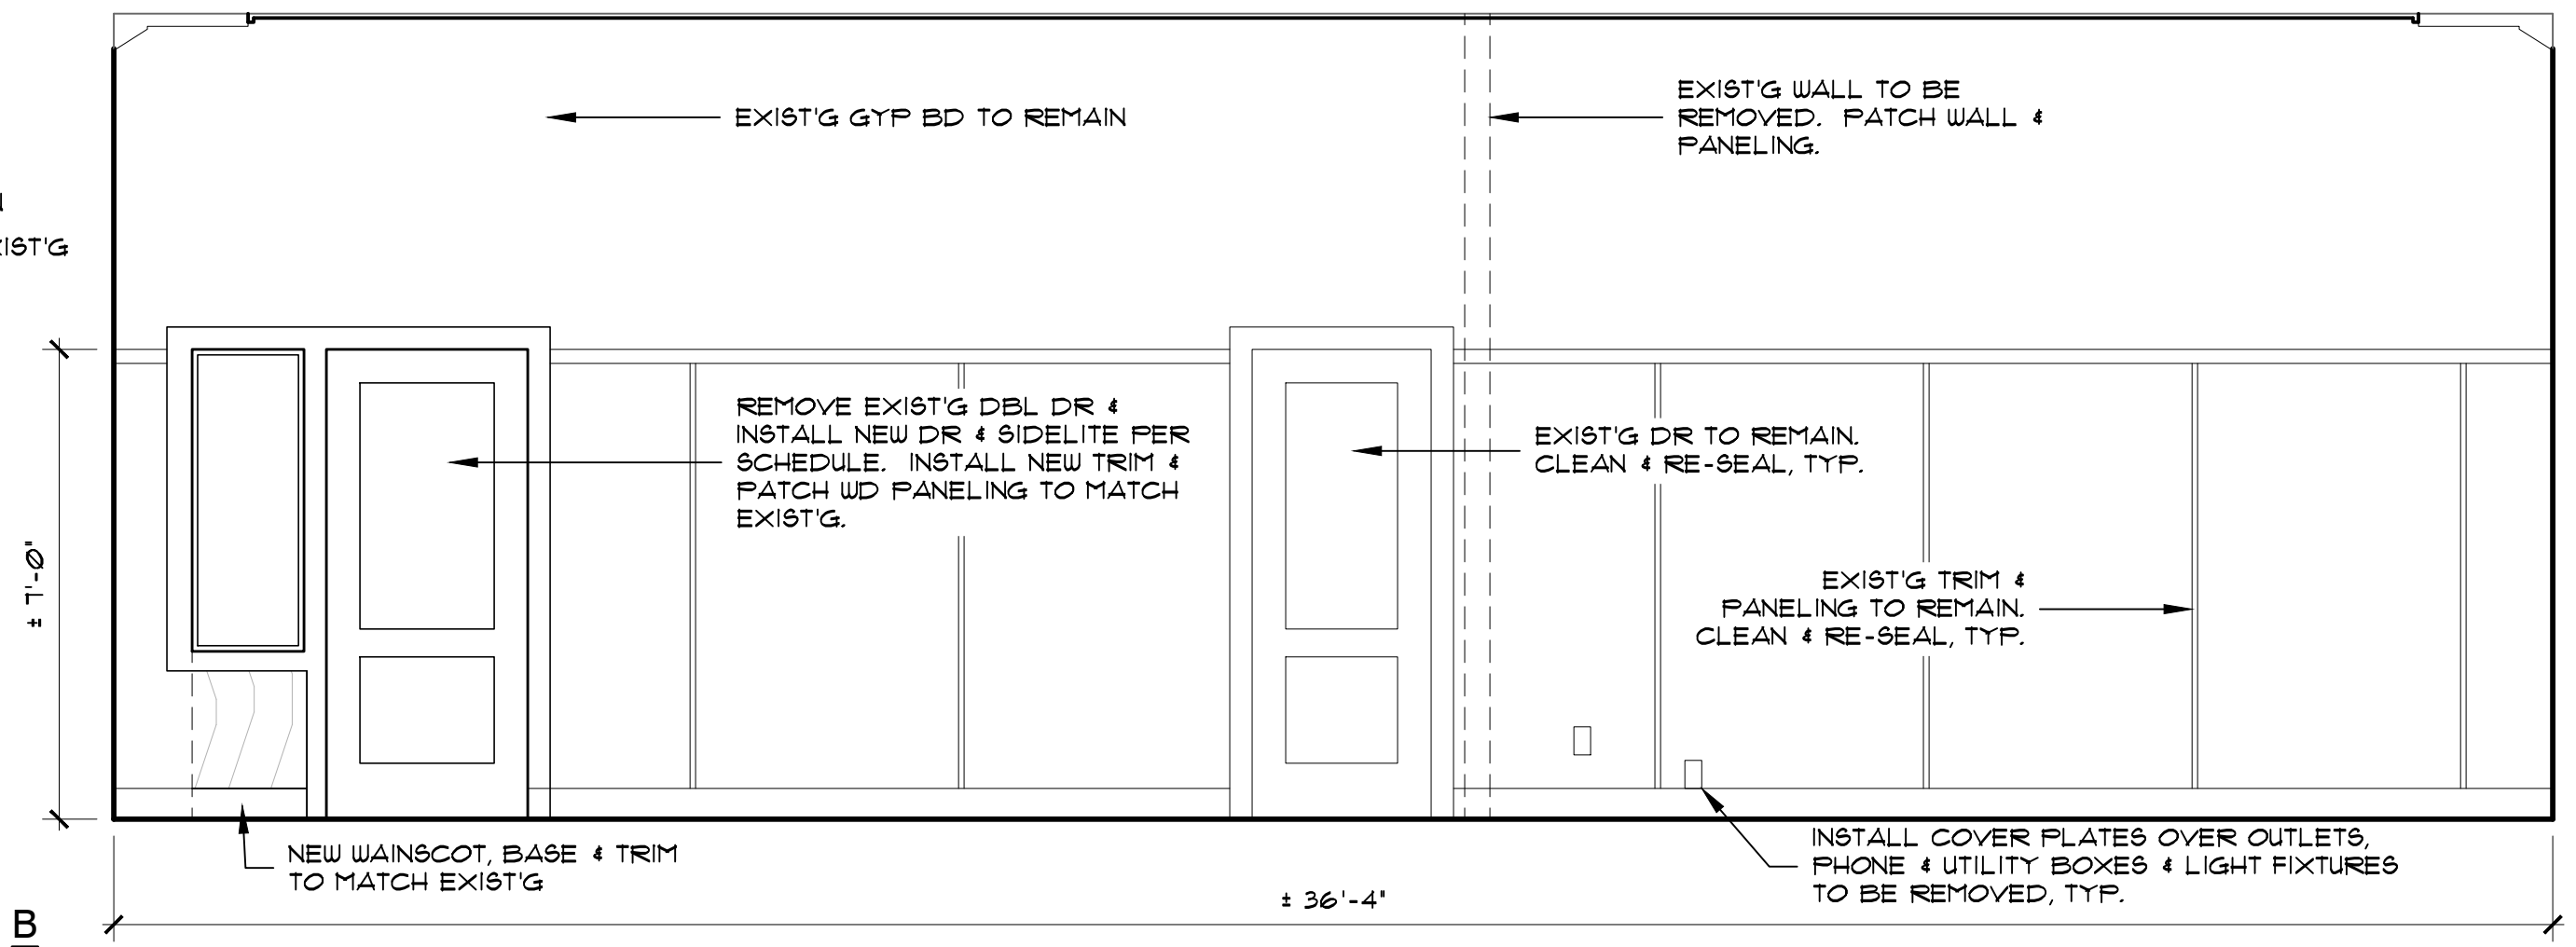 EXIST'G GYP BD TO REMAIN
EXIST'G WALL TO BE
REMOVED. PATCH WALL &
PANELING.
XIST'G
REMOVE EXIST'G DBL DR &
INSTALL NEW DR & SIDELITE PER
SCHEDULE. INSTALL NEW TRIM &
PATCH WD PANELING TO MATCH
EXIST'G.
EXIST'G DR TO REMAIN.
CLEAN & RE-SEAL, TYP.
± 7'-0"
EXIST'G TRIM &
PANELING TO REMAIN.
CLEAN & RE-SEAL, TYP.
NEW WAINSCOT, BASE & TRIM
TO MATCH EXIST'G
INSTALL COVER PLATES OVER OUTLETS,
PHONE & UTILITY BOXES & LIGHT FIXTURES
TO BE REMOVED, TYP.
± 36'-4"
B